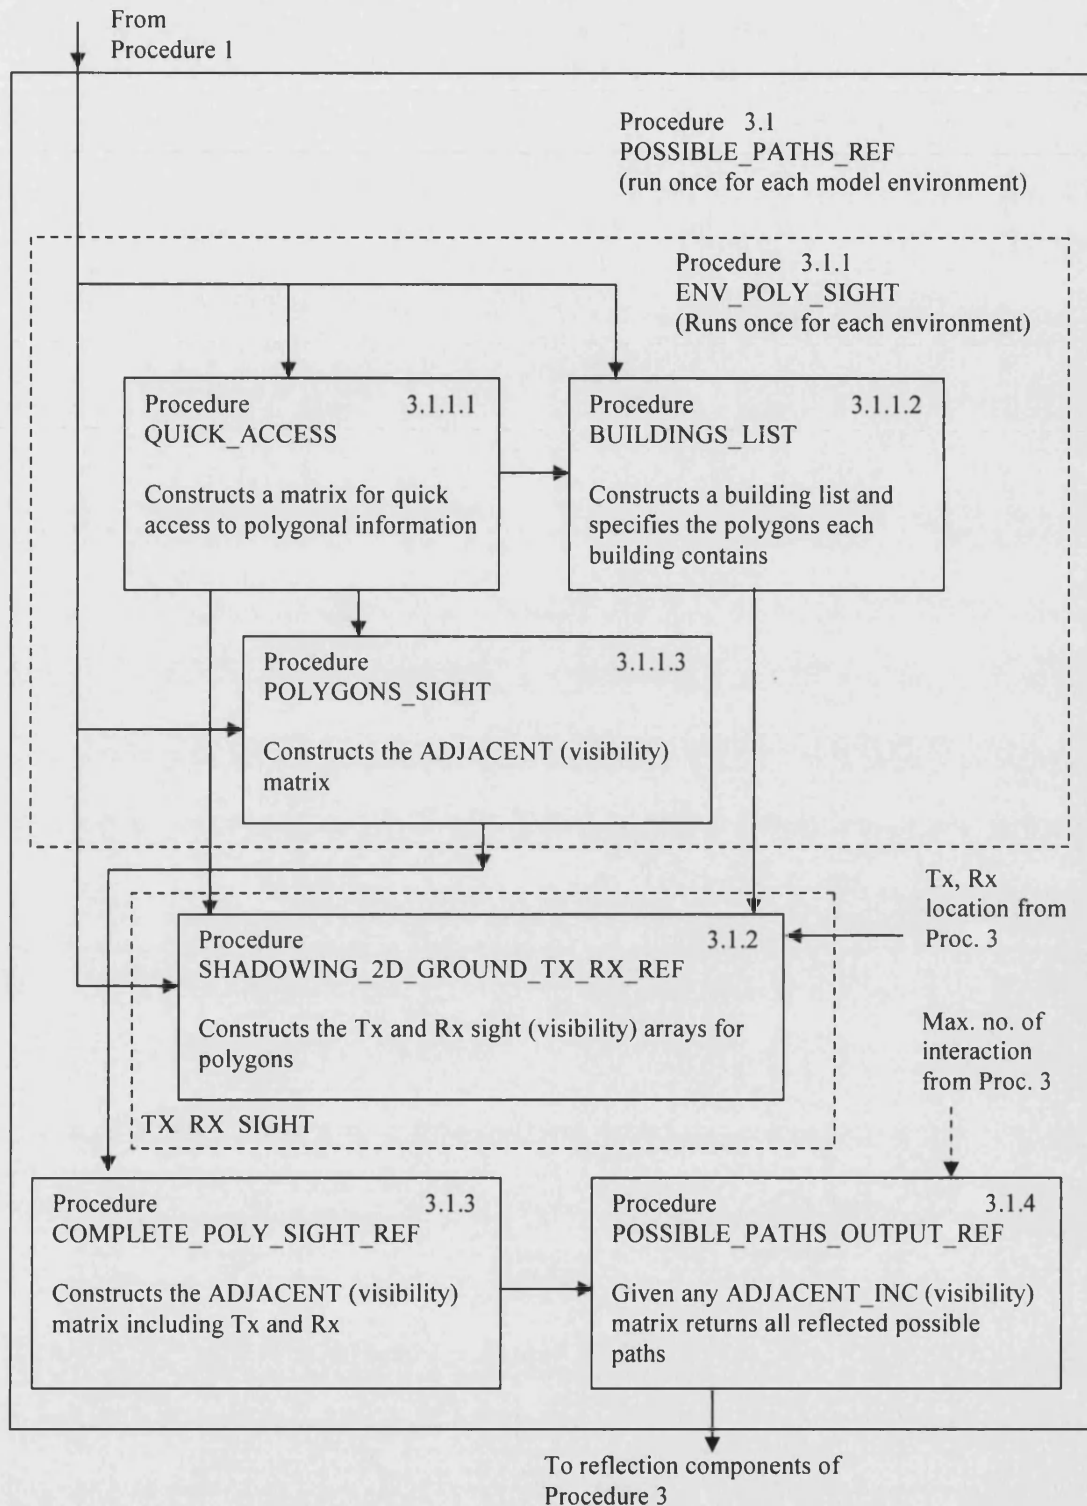 From
Procedure 1
Procedure 3.1
POSSIBLE_PATHS_REF
(run once for each model environment)
Procedure 3.1.1
ENV_POLY_SIGHT
(Runs once for each environment)
Procedure 3.1.1.1
QUICK_ACCESS
Constructs a matrix for quick
access to polygonal information
Procedure 3.1.1.2
BUILDINGS_LIST
Constructs a building list and
specifies the polygons each
building contains
Procedure 3.1.1.3
POLYGONS_SIGHT
Constructs the ADJACENT (visibility)
matrix
Tx, Rx
location from
Proc. 3
Procedure 3.1.2
SHADOWING_2D_GROUND_TX_RX_REF
Constructs the Tx and Rx sight (visibility) arrays for
polygons
TX RX SIGHT
Max. no. of
interaction
from Proc. 3
Procedure 3.1.3
COMPLETE_POLY_SIGHT_REF
Constructs the ADJACENT (visibility)
matrix including Tx and Rx
Procedure 3.1.4
POSSIBLE_PATHS_OUTPUT_REF
Given any ADJACENT_INC (visibility)
matrix returns all reflected possible
paths
To reflection components of
Procedure 3